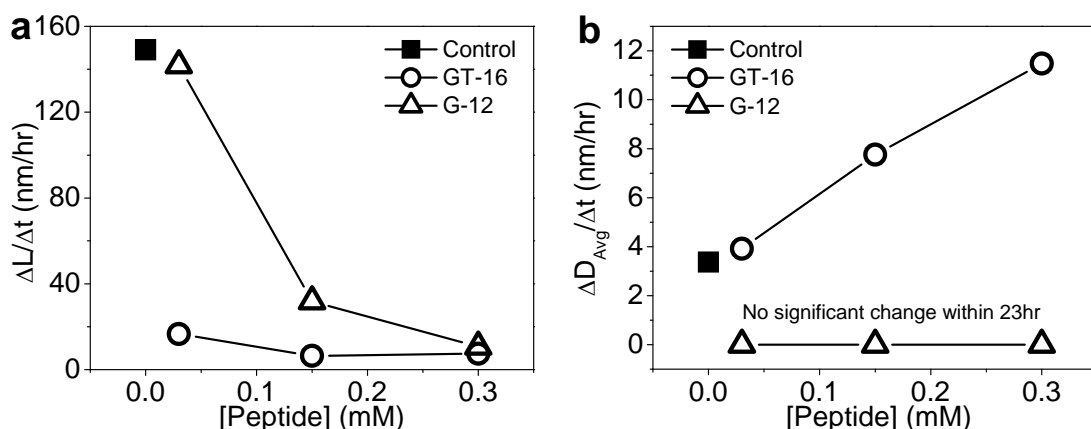 a
160
120
80
40
0
ΔL/Δt (nm/hr)
Control
GT-16
G-12
0.0
0.1
0.2
0.3
[Peptide] (mM)
b
12
10
8
6
4
2
0
ΔD_Avg/Δt (nm/hr)
Control
GT-16
G-12
No significant change within 23hr
0.0
0.1
0.2
0.3
[Peptide] (mM)